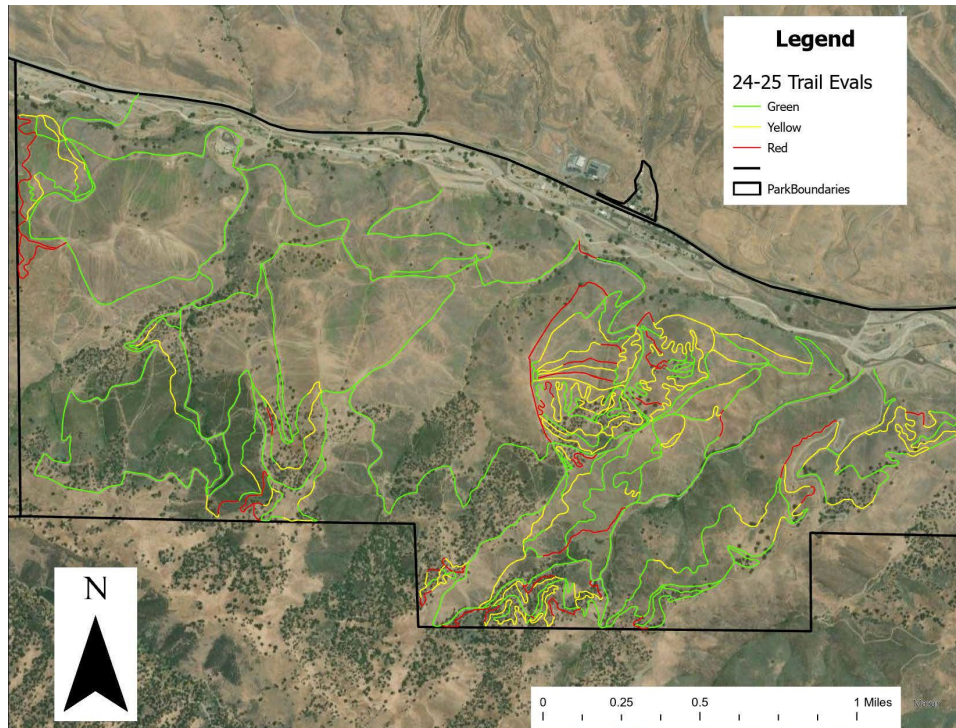 Legend
24-25 Trail Evals
Green
Yellow
Red
ParkBoundaries
N
0 0.25 0.5 1 Miles